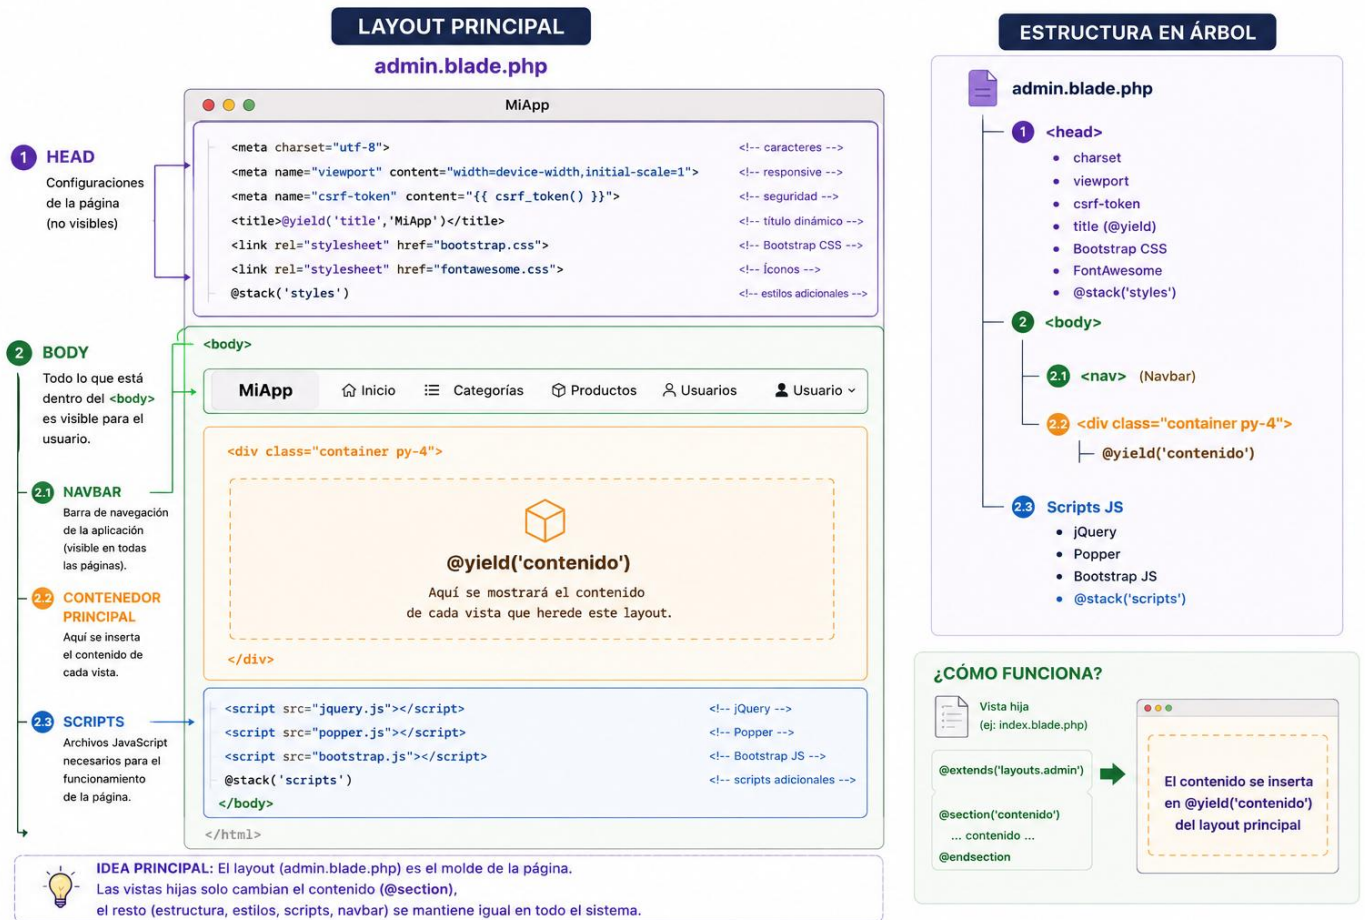 LAYOUT PRINCIPAL
admin.blade.php
MiApp
1 HEAD
Configuraciones
de la página
(no visibles)
<meta charset="utf-8"> <!-- caracteres -->
<meta name="viewport" content="width=device-width,initial-scale=1"> <!-- responsive -->
<meta name="csrf-token" content="{{ csrf_token() }}"> <!-- seguridad -->
<title>@yield('title','MiApp')</title> <!-- título dinámico -->
<link rel="stylesheet" href="bootstrap.css"> <!-- Bootstrap CSS -->
<link rel="stylesheet" href="fontawesome.css"> <!-- Íconos -->
@stack('styles') <!-- estilos adicionales -->
2 BODY
Todo lo que está
dentro del <body>
es visible para el
usuario.
2.1 NAVBAR
Barra de navegación
de la aplicación
(visible en todas
las páginas).
2.2 CONTENEDOR
PRINCIPAL
Aquí se inserta
el contenido de
cada vista.
2.3 SCRIPTS
Archivos JavaScript
necesarios para el
funcionamiento
de la página.
<body>
MiApp Inicio Categorías Productos Usuarios Usuario
<div class="container py-4">
@yield('contenido')
Aquí se mostrará el contenido
de cada vista que herede este layout.
</div>
<script src="jquery.js"></script> <!-- jQuery -->
<script src="popper.js"></script> <!-- Popper -->
<script src="bootstrap.js"></script> <!-- Bootstrap JS -->
@stack('scripts') <!-- scripts adicionales -->
</body>
</html>
IDEA PRINCIPAL: El layout (admin.blade.php) es el molde de la página.
Las vistas hijas solo cambian el contenido (@section),
el resto (estructura, estilos, scripts, navbar) se mantiene igual en todo el sistema.
ESTRUCTURA EN ÁRBOL
admin.blade.php
1 <head>
• charset
• viewport
• csrf-token
• title (@yield)
• Bootstrap CSS
• FontAwesome
• @stack('styles')
2 <body>
2.1 <nav> (Navbar)
2.2 <div class="container py-4">
@yield('contenido')
2.3 Scripts JS
• jQuery
• Popper
• Bootstrap JS
• @stack('scripts')
¿CÓMO FUNCIONA?
Vista hija
(ej: index.blade.php)
@extends('layouts.admin')
@section('contenido')
... contenido ...
@endsection
El contenido se inserta
en @yield('contenido')
del layout principal